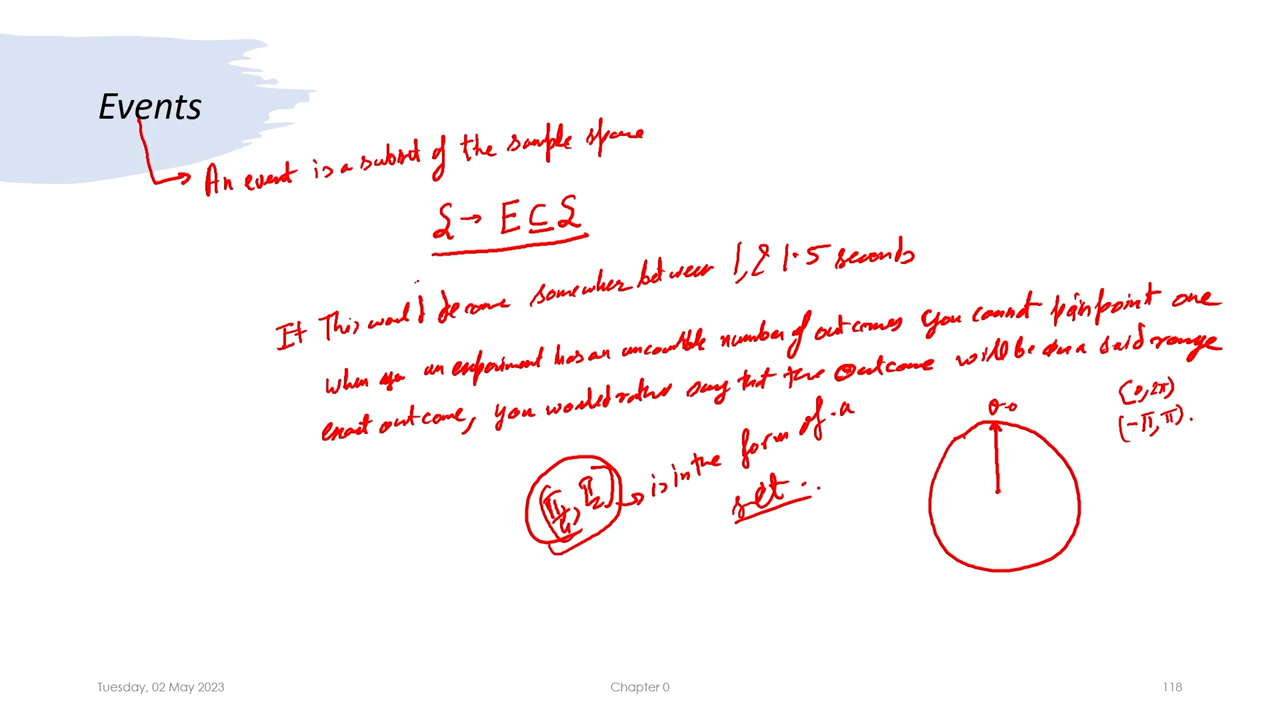 Events
An event is a subset of the sample space
Ω → E ⊆ Ω
It This would become somewhere between 1, & 1.5 seconds
when an experiment has an uncountble number of outcomes you cannot pinpoint one
exact outcome, you would rather say that the outcome will be in a said range
(0, 2π)
(-π, π).
θ=0
[π/4, π/2] → is in the form of a
set..
Tuesday, 02 May 2023
Chapter 0
118